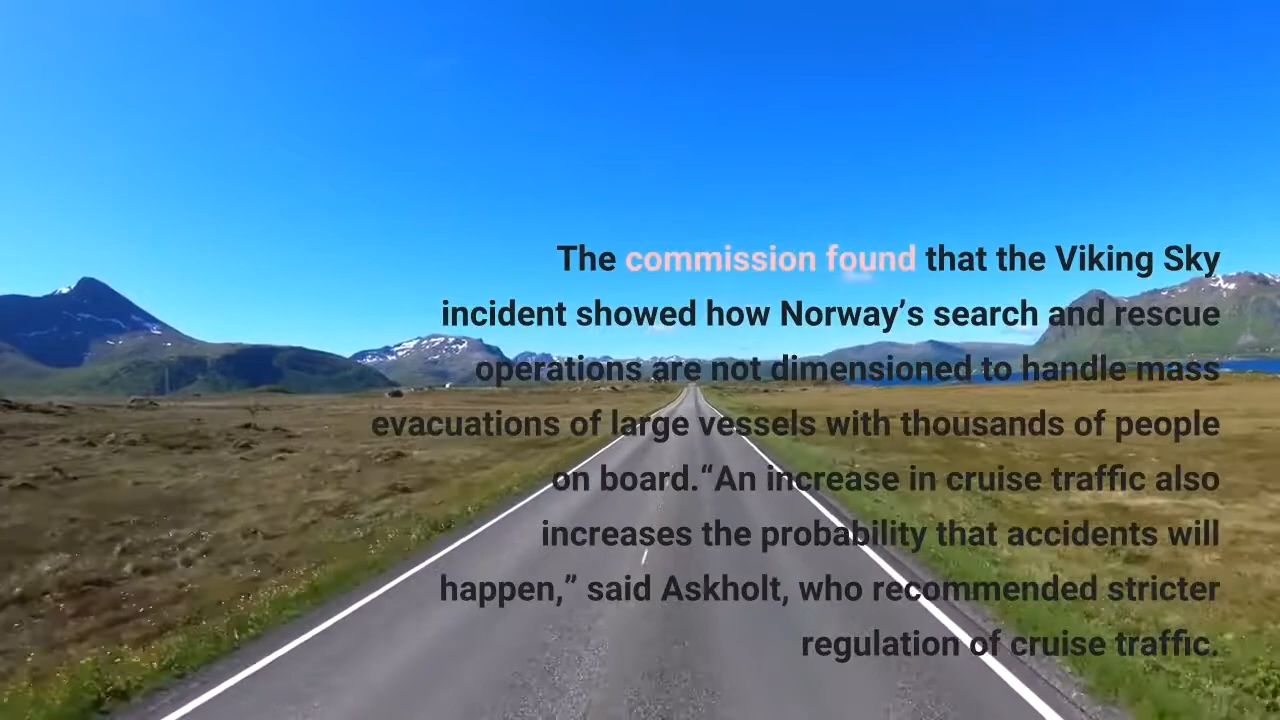 The commission found that the Viking Sky
incident showed how Norway’s search and rescue
operations are not dimensioned to handle mass
evacuations of large vessels with thousands of people
on board.“An increase in cruise traffic also
increases the probability that accidents will
happen,” said Askholt, who recommended stricter
regulation of cruise traffic.